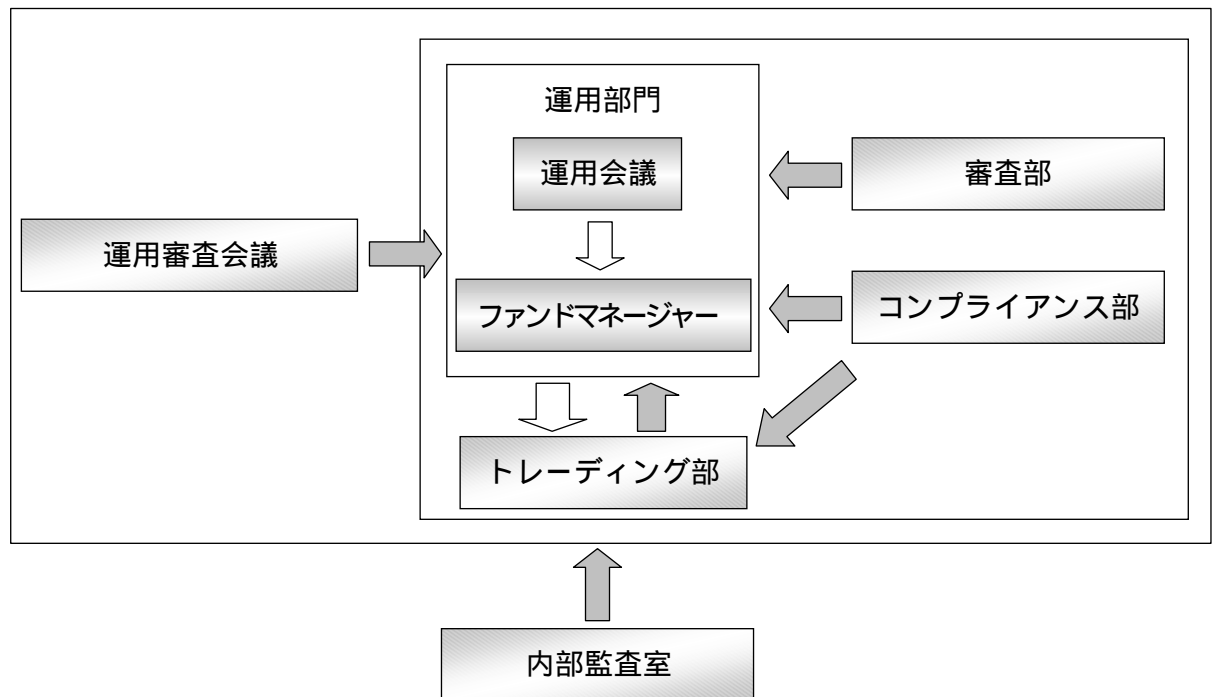 運用部門
運用会議
審査部
運用審査会議
ファンドマネージャー
コンプライアンス部
トレーディング部
内部監査室